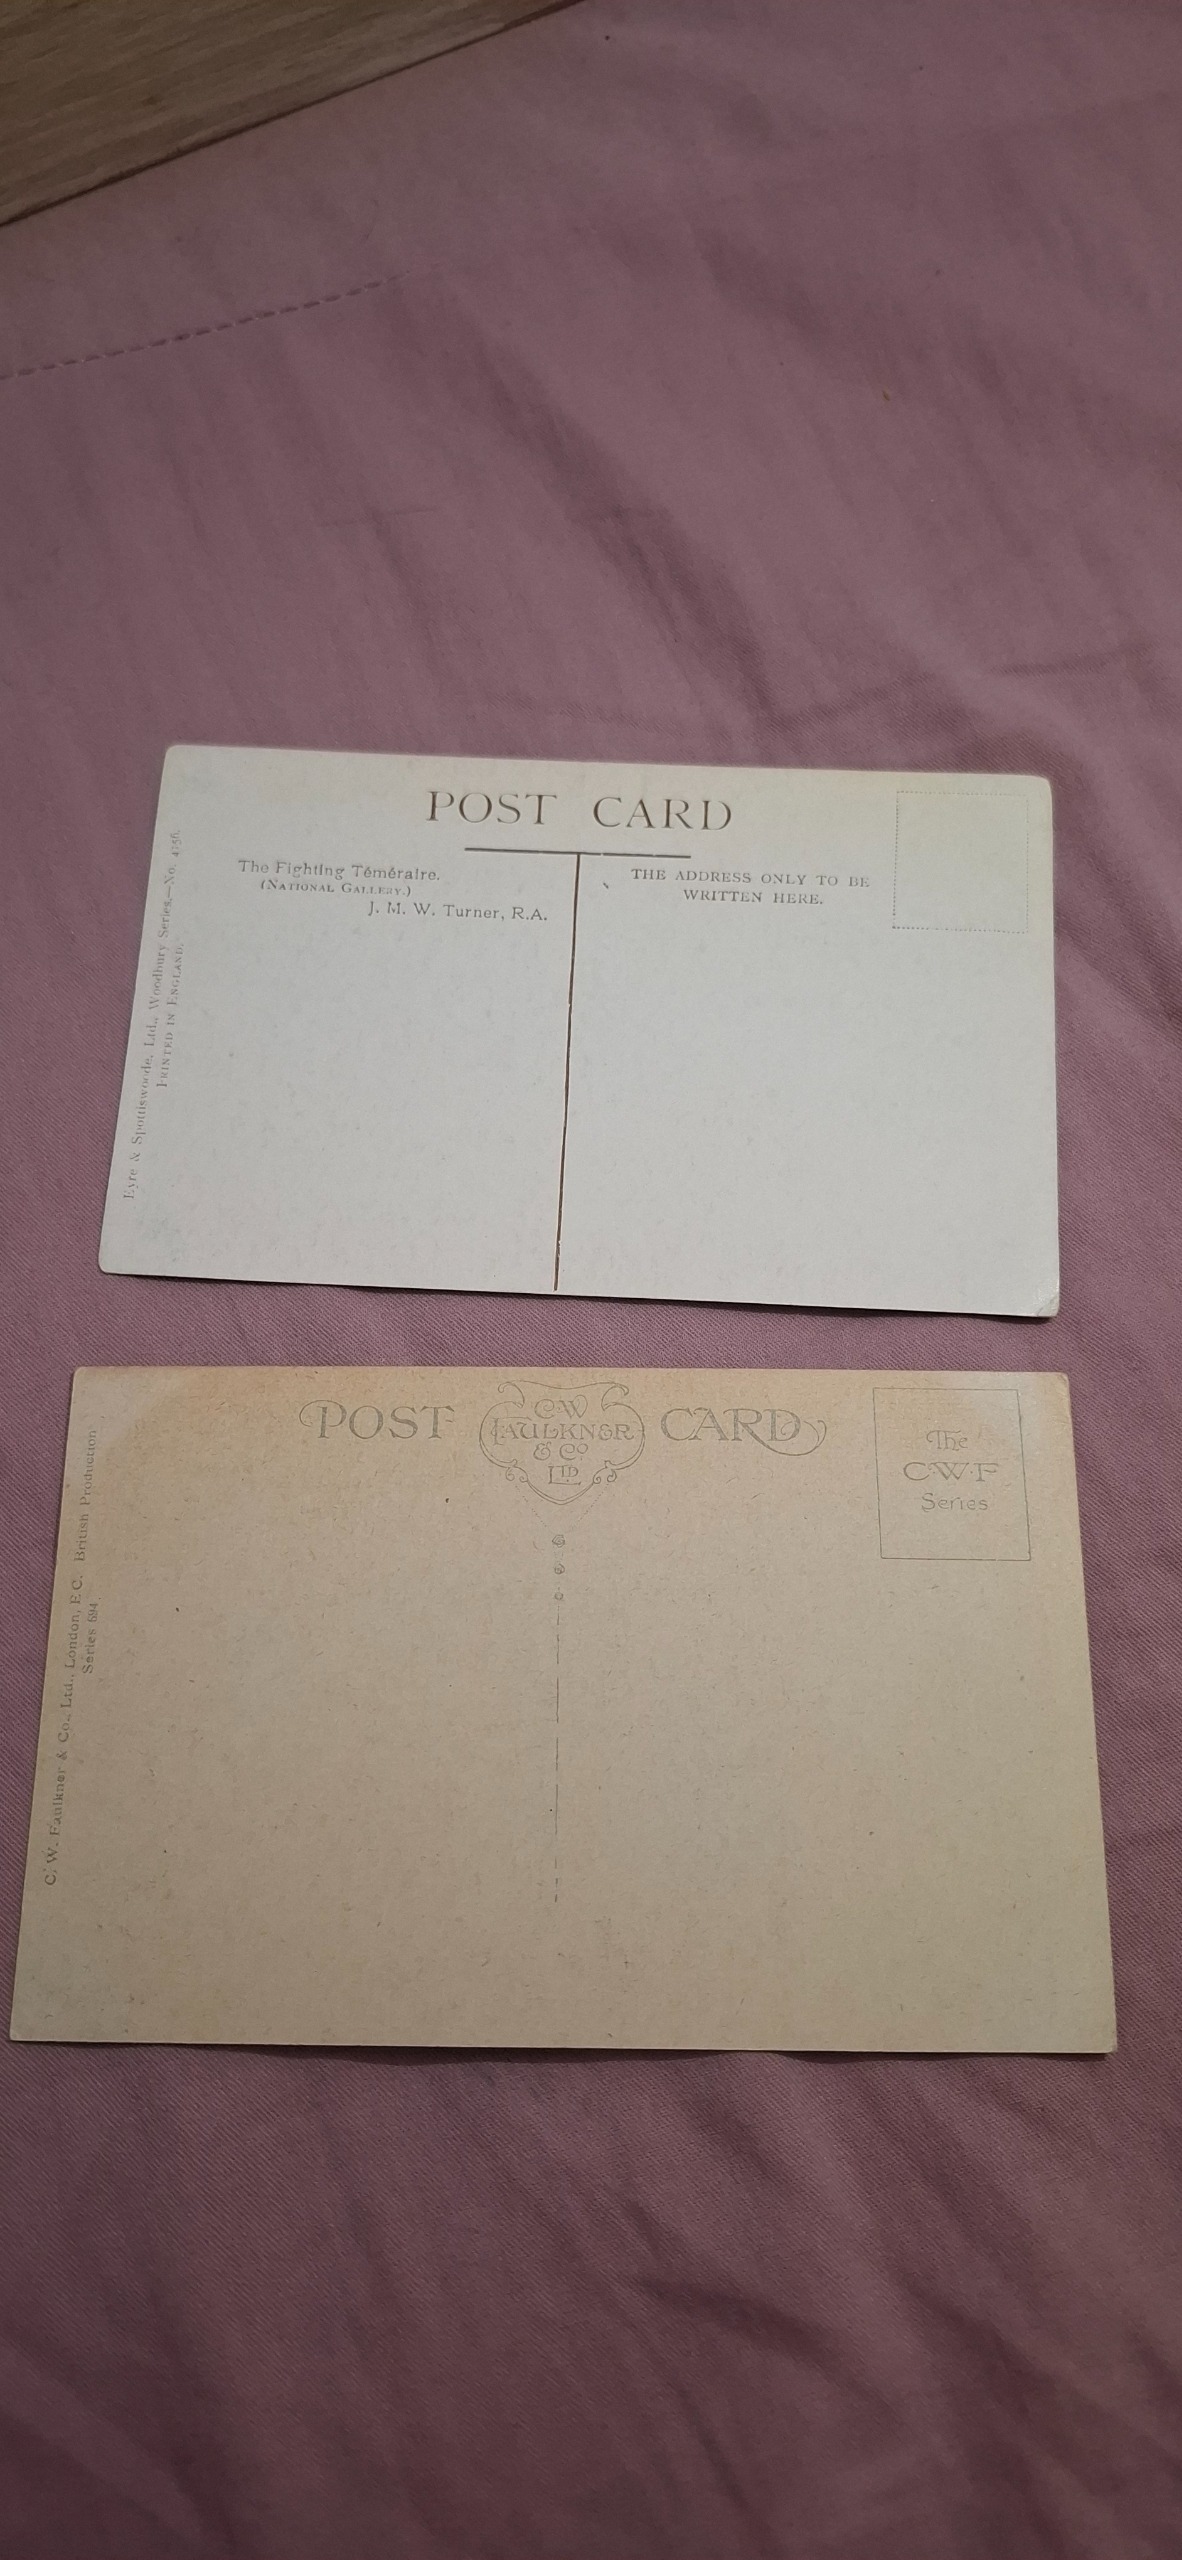 POST CARD
The Fighting Téméraire.
(NATIONAL GALLERY.)
J. M. W. Turner, R.A.
THE ADDRESS ONLY TO BE
WRITTEN HERE.
Eyre & Spottiswoode, Ltd., Woodbury Series.—No.
PRINTED IN ENGLAND.
POST CARD
C.W.
FAULKNER
& Co
LTD
The
C.W.F
Series
C. W. Faulkner & Co., Ltd., London, E.C. British Production
Series 694.